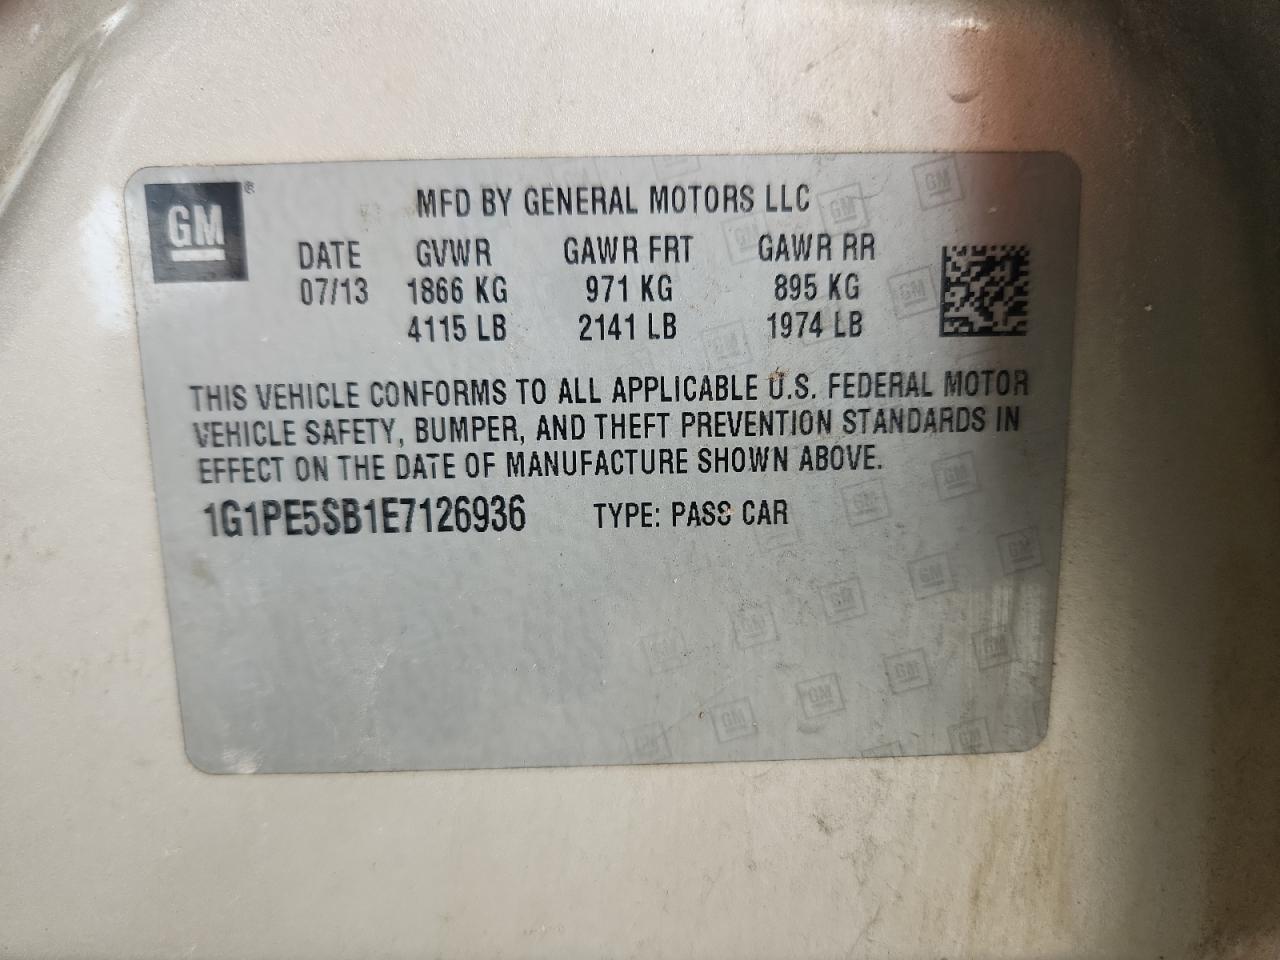 GM®
MFD BY GENERAL MOTORS LLC
DATE GVWR GAWR FRT GAWR RR
07/13 1866 KG 971 KG 895 KG
4115 LB 2141 LB 1974 LB
THIS VEHICLE CONFORMS TO ALL APPLICABLE U.S. FEDERAL MOTOR
VEHICLE SAFETY, BUMPER, AND THEFT PREVENTION STANDARDS IN
EFFECT ON THE DATE OF MANUFACTURE SHOWN ABOVE.
1G1PE5SB1E7126936 TYPE: PASS CAR